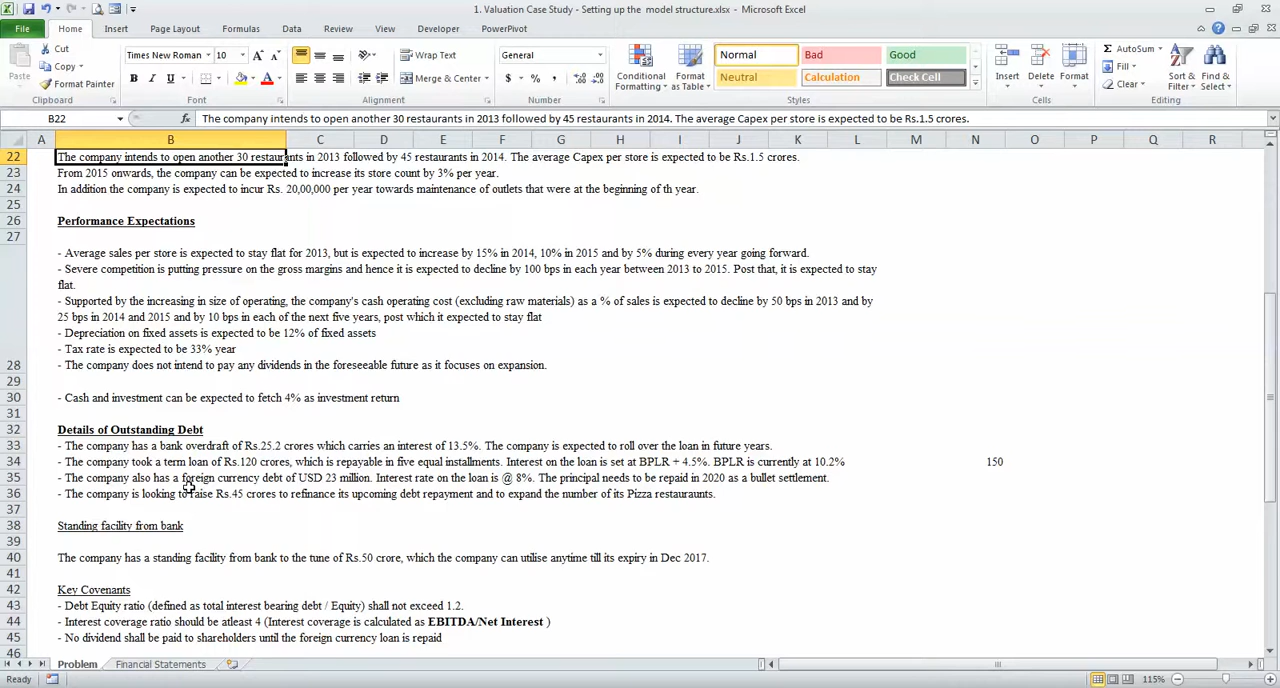 1. Valuation Case Study - Setting up the model structure.xlsx - Microsoft Excel
File Home Insert Page Layout Formulas Data Review View Developer PowerPivot
Cut
Copy
Format Painter
Paste
Clipboard
Times New Roman 10
B I U
Font
Wrap Text
Merge & Center
Alignment
General
$ % ,
Number
Conditional Formatting
Format as Table
Normal Bad Good
Neutral Calculation Check Cell
Styles
Insert Delete Format
Cells
AutoSum
Fill
Clear
Sort & Filter
Find & Select
Editing
B22 fx The company intends to open another 30 restaurants in 2013 followed by 45 restaurants in 2014. The average Capex per store is expected to be Rs.1.5 crores.
A B C D E F G H I J K L M N O P Q R
22 The company intends to open another 30 restaurants in 2013 followed by 45 restaurants in 2014. The average Capex per store is expected to be Rs.1.5 crores.
23 From 2015 onwards, the company can be expected to increase its store count by 3% per year.
24 In addition the company is expected to incur Rs. 20,00,000 per year towards maintenance of outlets that were at the beginning of th year.
25
26 Performance Expectations
27
- Average sales per store is expected to stay flat for 2013, but is expected to increase by 15% in 2014, 10% in 2015 and by 5% during every year going forward.
- Severe competition is putting pressure on the gross margins and hence it is expected to decline by 100 bps in each year between 2013 to 2015. Post that, it is expected to stay
flat.
- Supported by the increasing in size of operating, the company's cash operating cost (excluding raw materials) as a % of sales is expected to decline by 50 bps in 2013 and by
25 bps in 2014 and 2015 and by 10 bps in each of the next five years, post which it expected to stay flat
- Depreciation on fixed assets is expected to be 12% of fixed assets
- Tax rate is expected to be 33% year
28 - The company does not intend to pay any dividends in the foreseeable future as it focuses on expansion.
29
30 - Cash and investment can be expected to fetch 4% as investment return
31
32 Details of Outstanding Debt
33 - The company has a bank overdraft of Rs.25.2 crores which carries an interest of 13.5%. The company is expected to roll over the loan in future years.
34 - The company took a term loan of Rs.120 crores, which is repayable in five equal installments. Interest on the loan is set at BPLR + 4.5%. BPLR is currently at 10.2% 150
35 - The company also has a foreign currency debt of USD 23 million. Interest rate on the loan is @ 8%. The principal needs to be repaid in 2020 as a bullet settlement.
36 - The company is looking to raise Rs.45 crores to refinance its upcoming debt repayment and to expand the number of its Pizza restauraunts.
37
38 Standing facility from bank
39
40 The company has a standing facility from bank to the tune of Rs.50 crore, which the company can utilise anytime till its expiry in Dec 2017.
41
42 Key Covenants
43 - Debt Equity ratio (defined as total interest bearing debt / Equity) shall not exceed 1.2.
44 - Interest coverage ratio should be atleast 4 (Interest coverage is calculated as EBITDA/Net Interest )
45 - No dividend shall be paid to shareholders until the foreign currency loan is repaid
46
Problem Financial Statements
Ready 115%